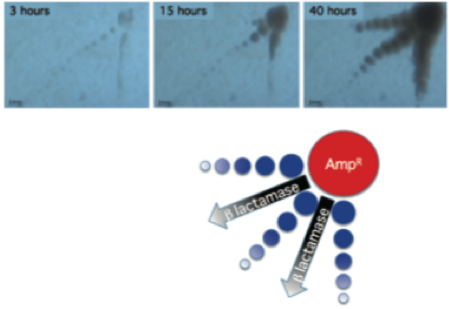 3 hours
15 hours
40 hours
Ampᴿ
β lactamase
β lactamase